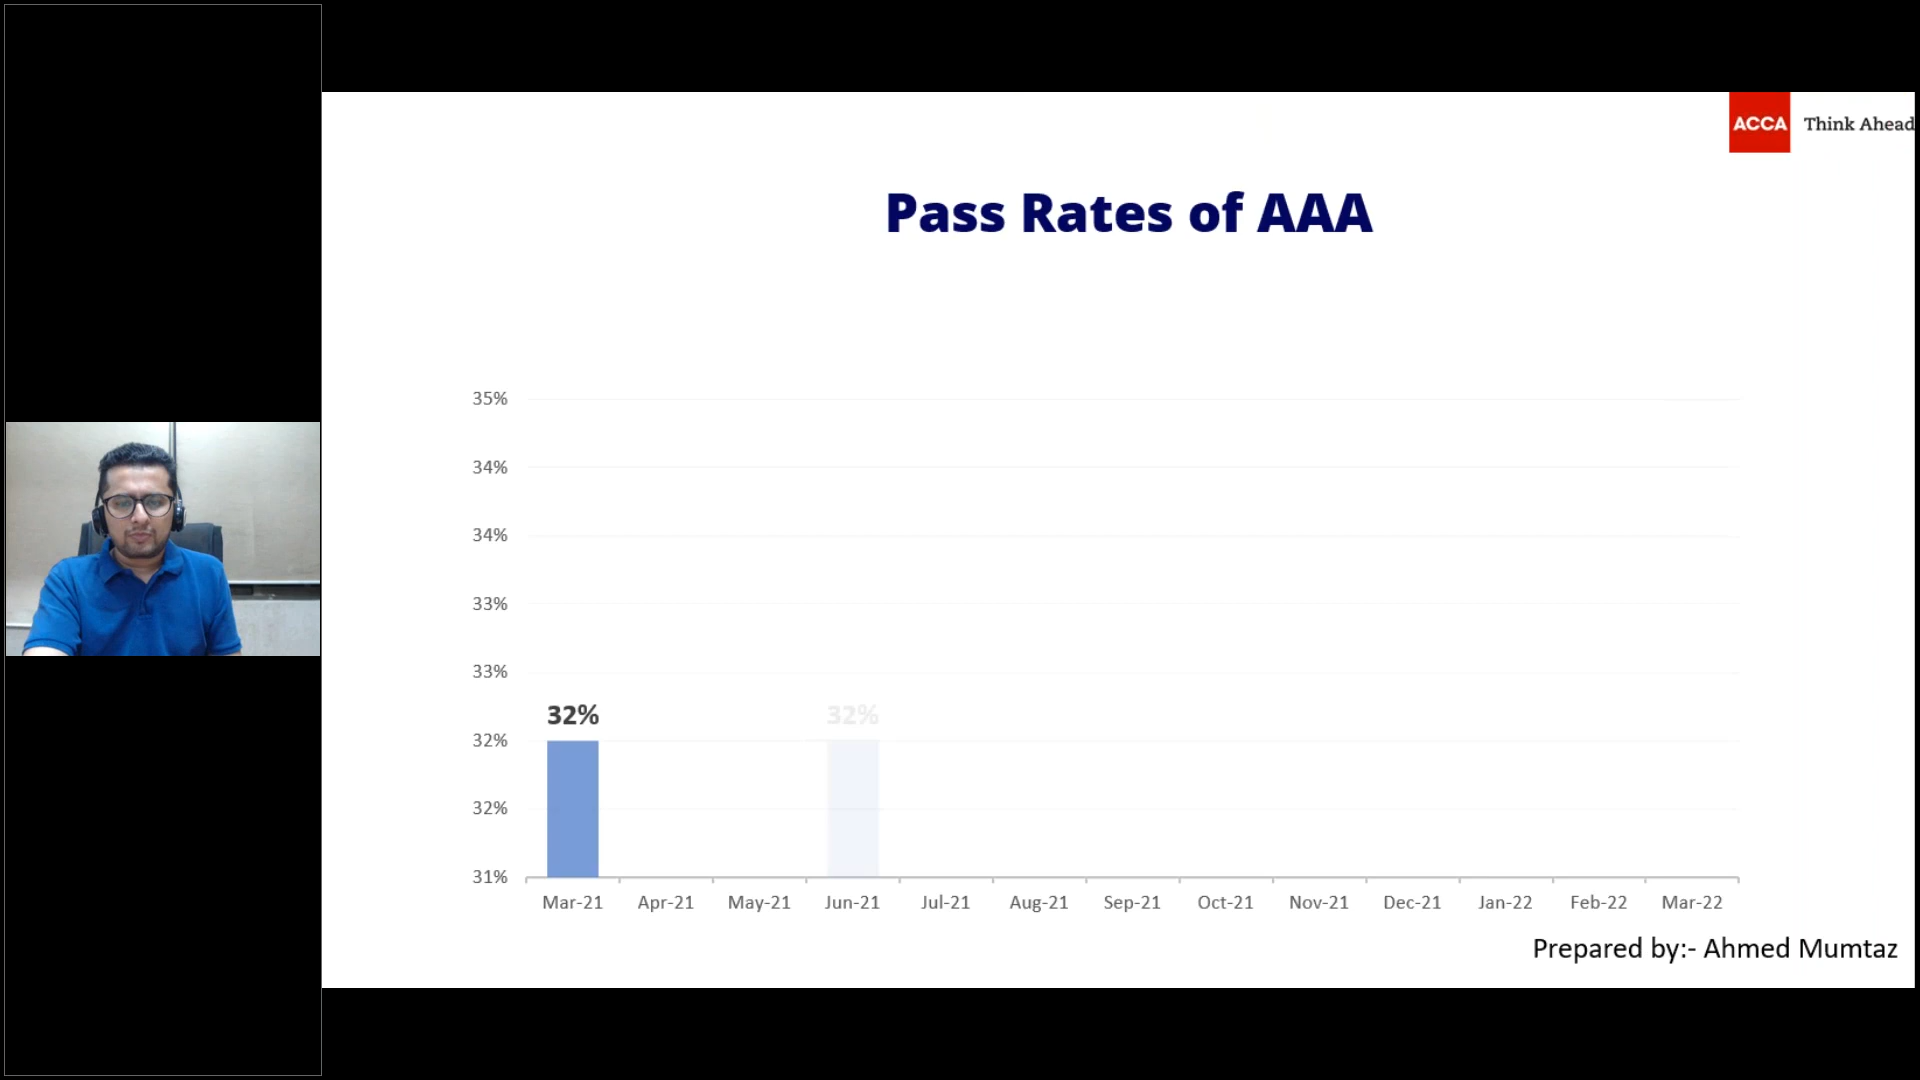 ACCA Think Ahead
Pass Rates of AAA
35%
34%
34%
33%
33%
32%
32%
31%
32%
32%
Mar-21 Apr-21 May-21 Jun-21 Jul-21 Aug-21 Sep-21 Oct-21 Nov-21 Dec-21 Jan-22 Feb-22 Mar-22
Prepared by:- Ahmed Mumtaz